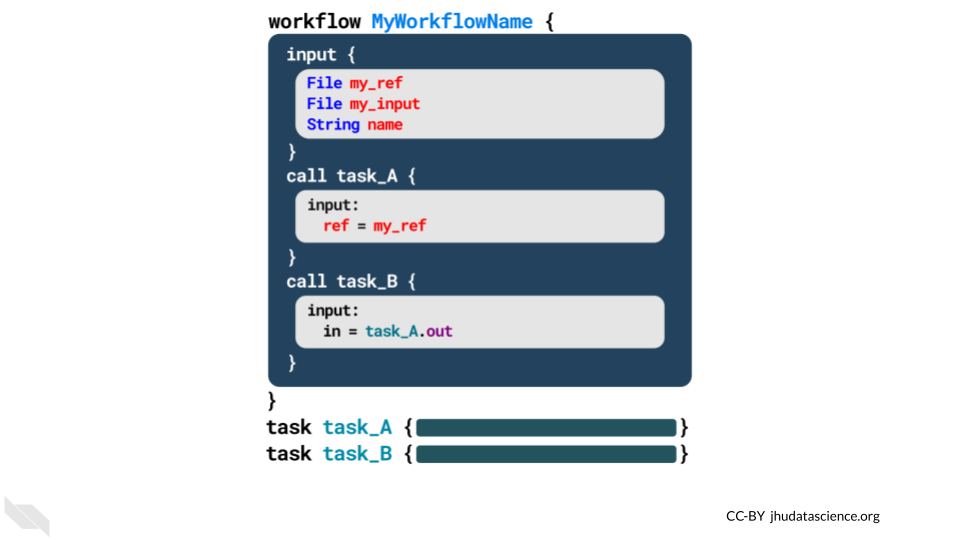 workflow MyWorkflowName {
input {
File my_ref
File my_input
String name
}
call task_A {
input:
ref = my_ref
}
call task_B {
input:
in = task_A.out
}
}
task task_A { }
task task_B { }
CC-BY jhudatascience.org